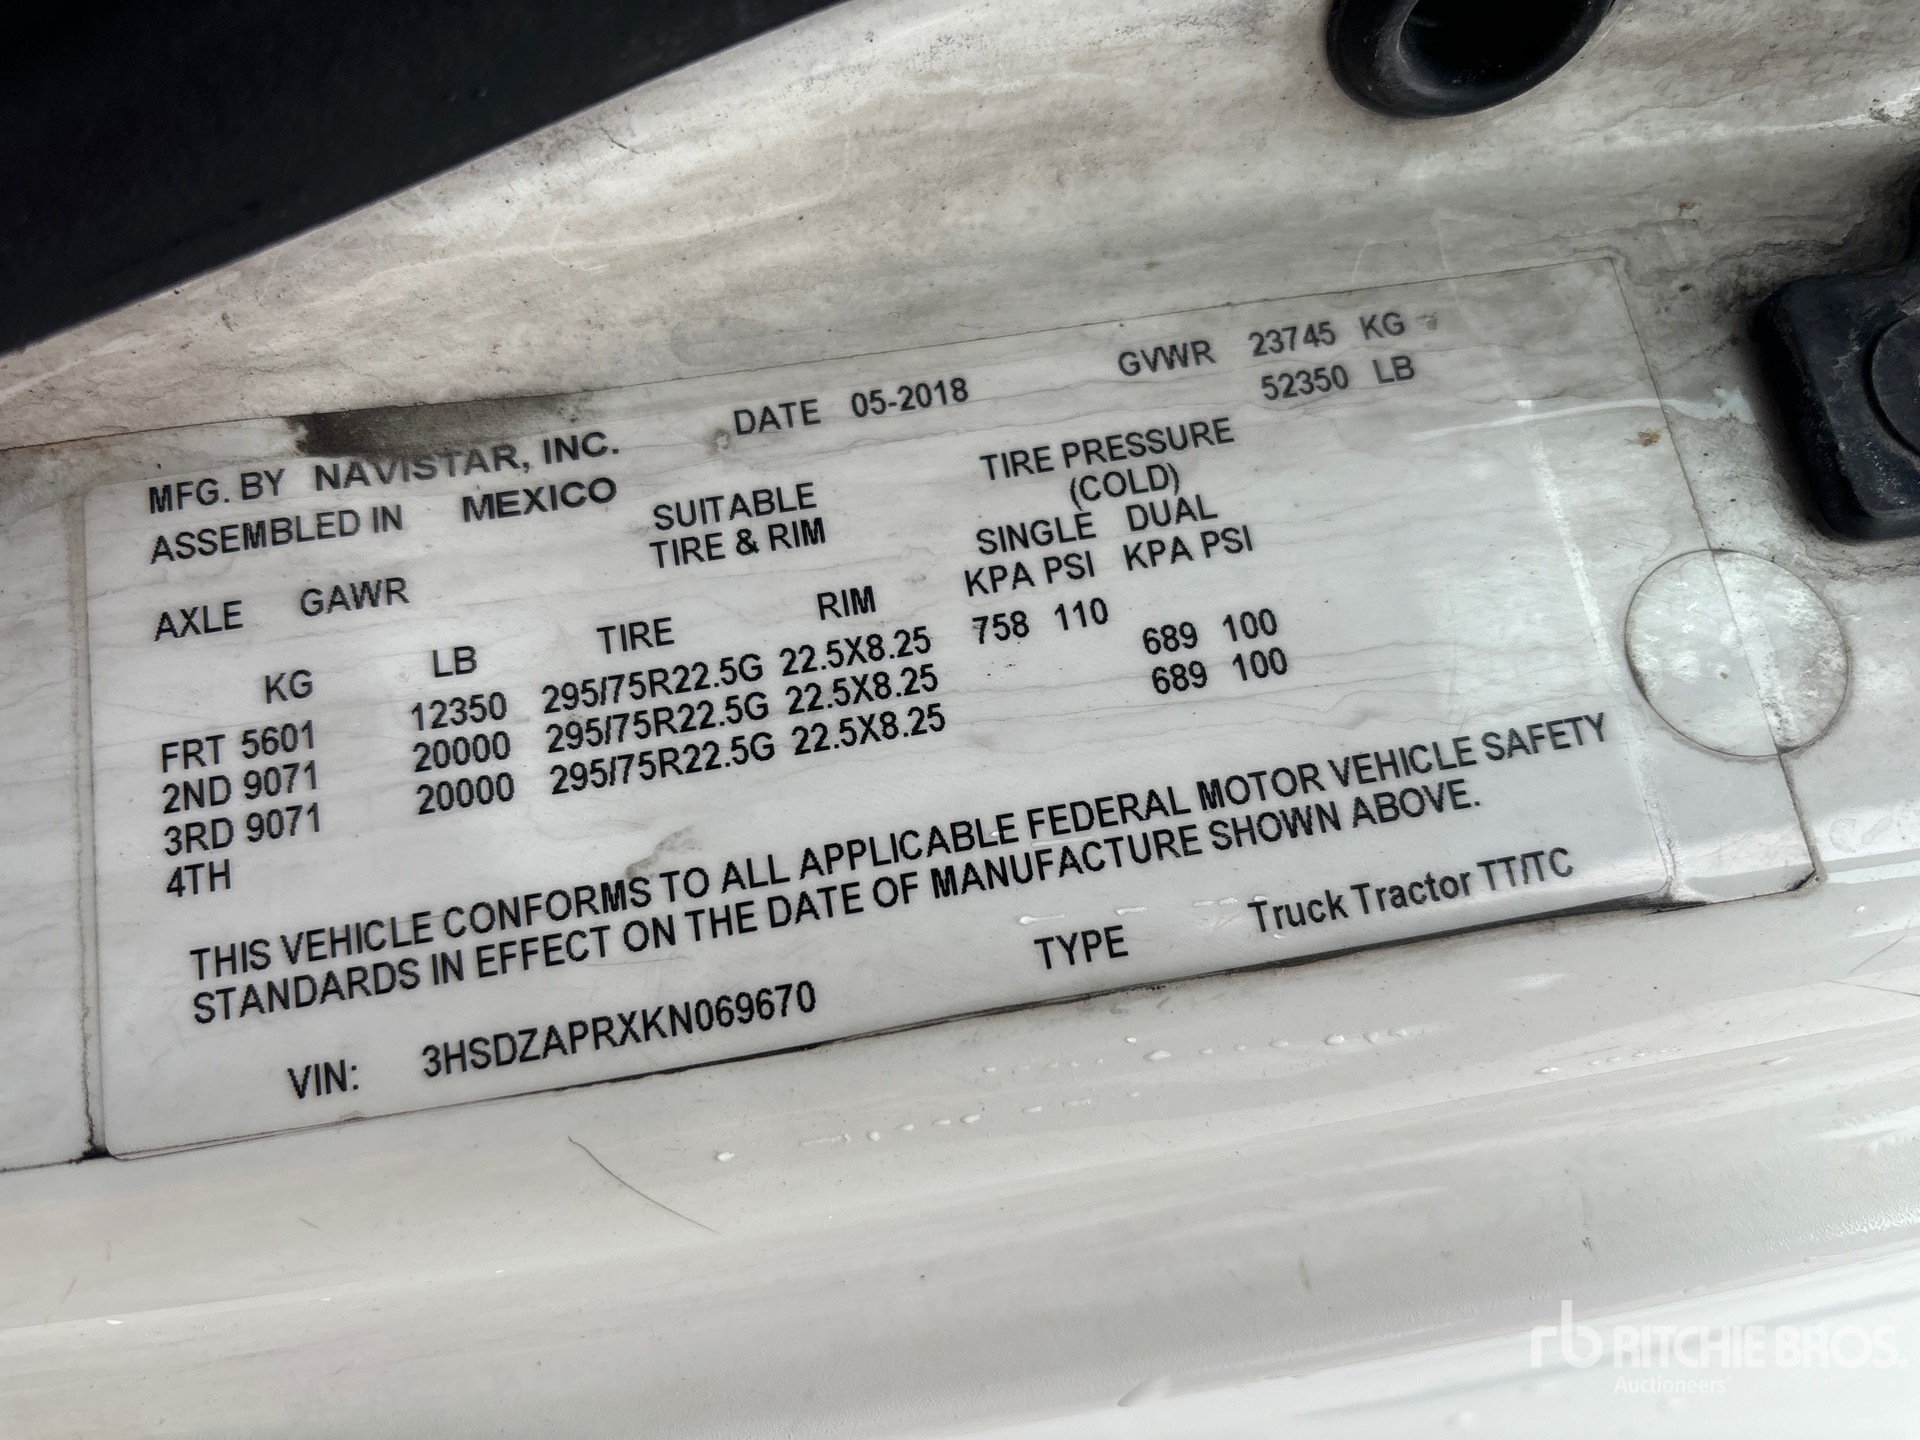 MFG. BY NAVISTAR, INC. DATE 05-2018 GVWR 23745 KG
ASSEMBLED IN MEXICO 52350 LB
SUITABLE TIRE PRESSURE
TIRE & RIM (COLD)
SINGLE DUAL
AXLE GAWR KPA PSI KPA PSI
KG LB TIRE RIM
FRT 5601 12350 295/75R22.5G 22.5X8.25 758 110
2ND 9071 20000 295/75R22.5G 22.5X8.25 689 100
3RD 9071 20000 295/75R22.5G 22.5X8.25 689 100
4TH
THIS VEHICLE CONFORMS TO ALL APPLICABLE FEDERAL MOTOR VEHICLE SAFETY
STANDARDS IN EFFECT ON THE DATE OF MANUFACTURE SHOWN ABOVE.
VIN: 3HSDZAPRXKN069670 TYPE Truck Tractor TT/TC
rb RITCHIE BROS.
Auctioneers